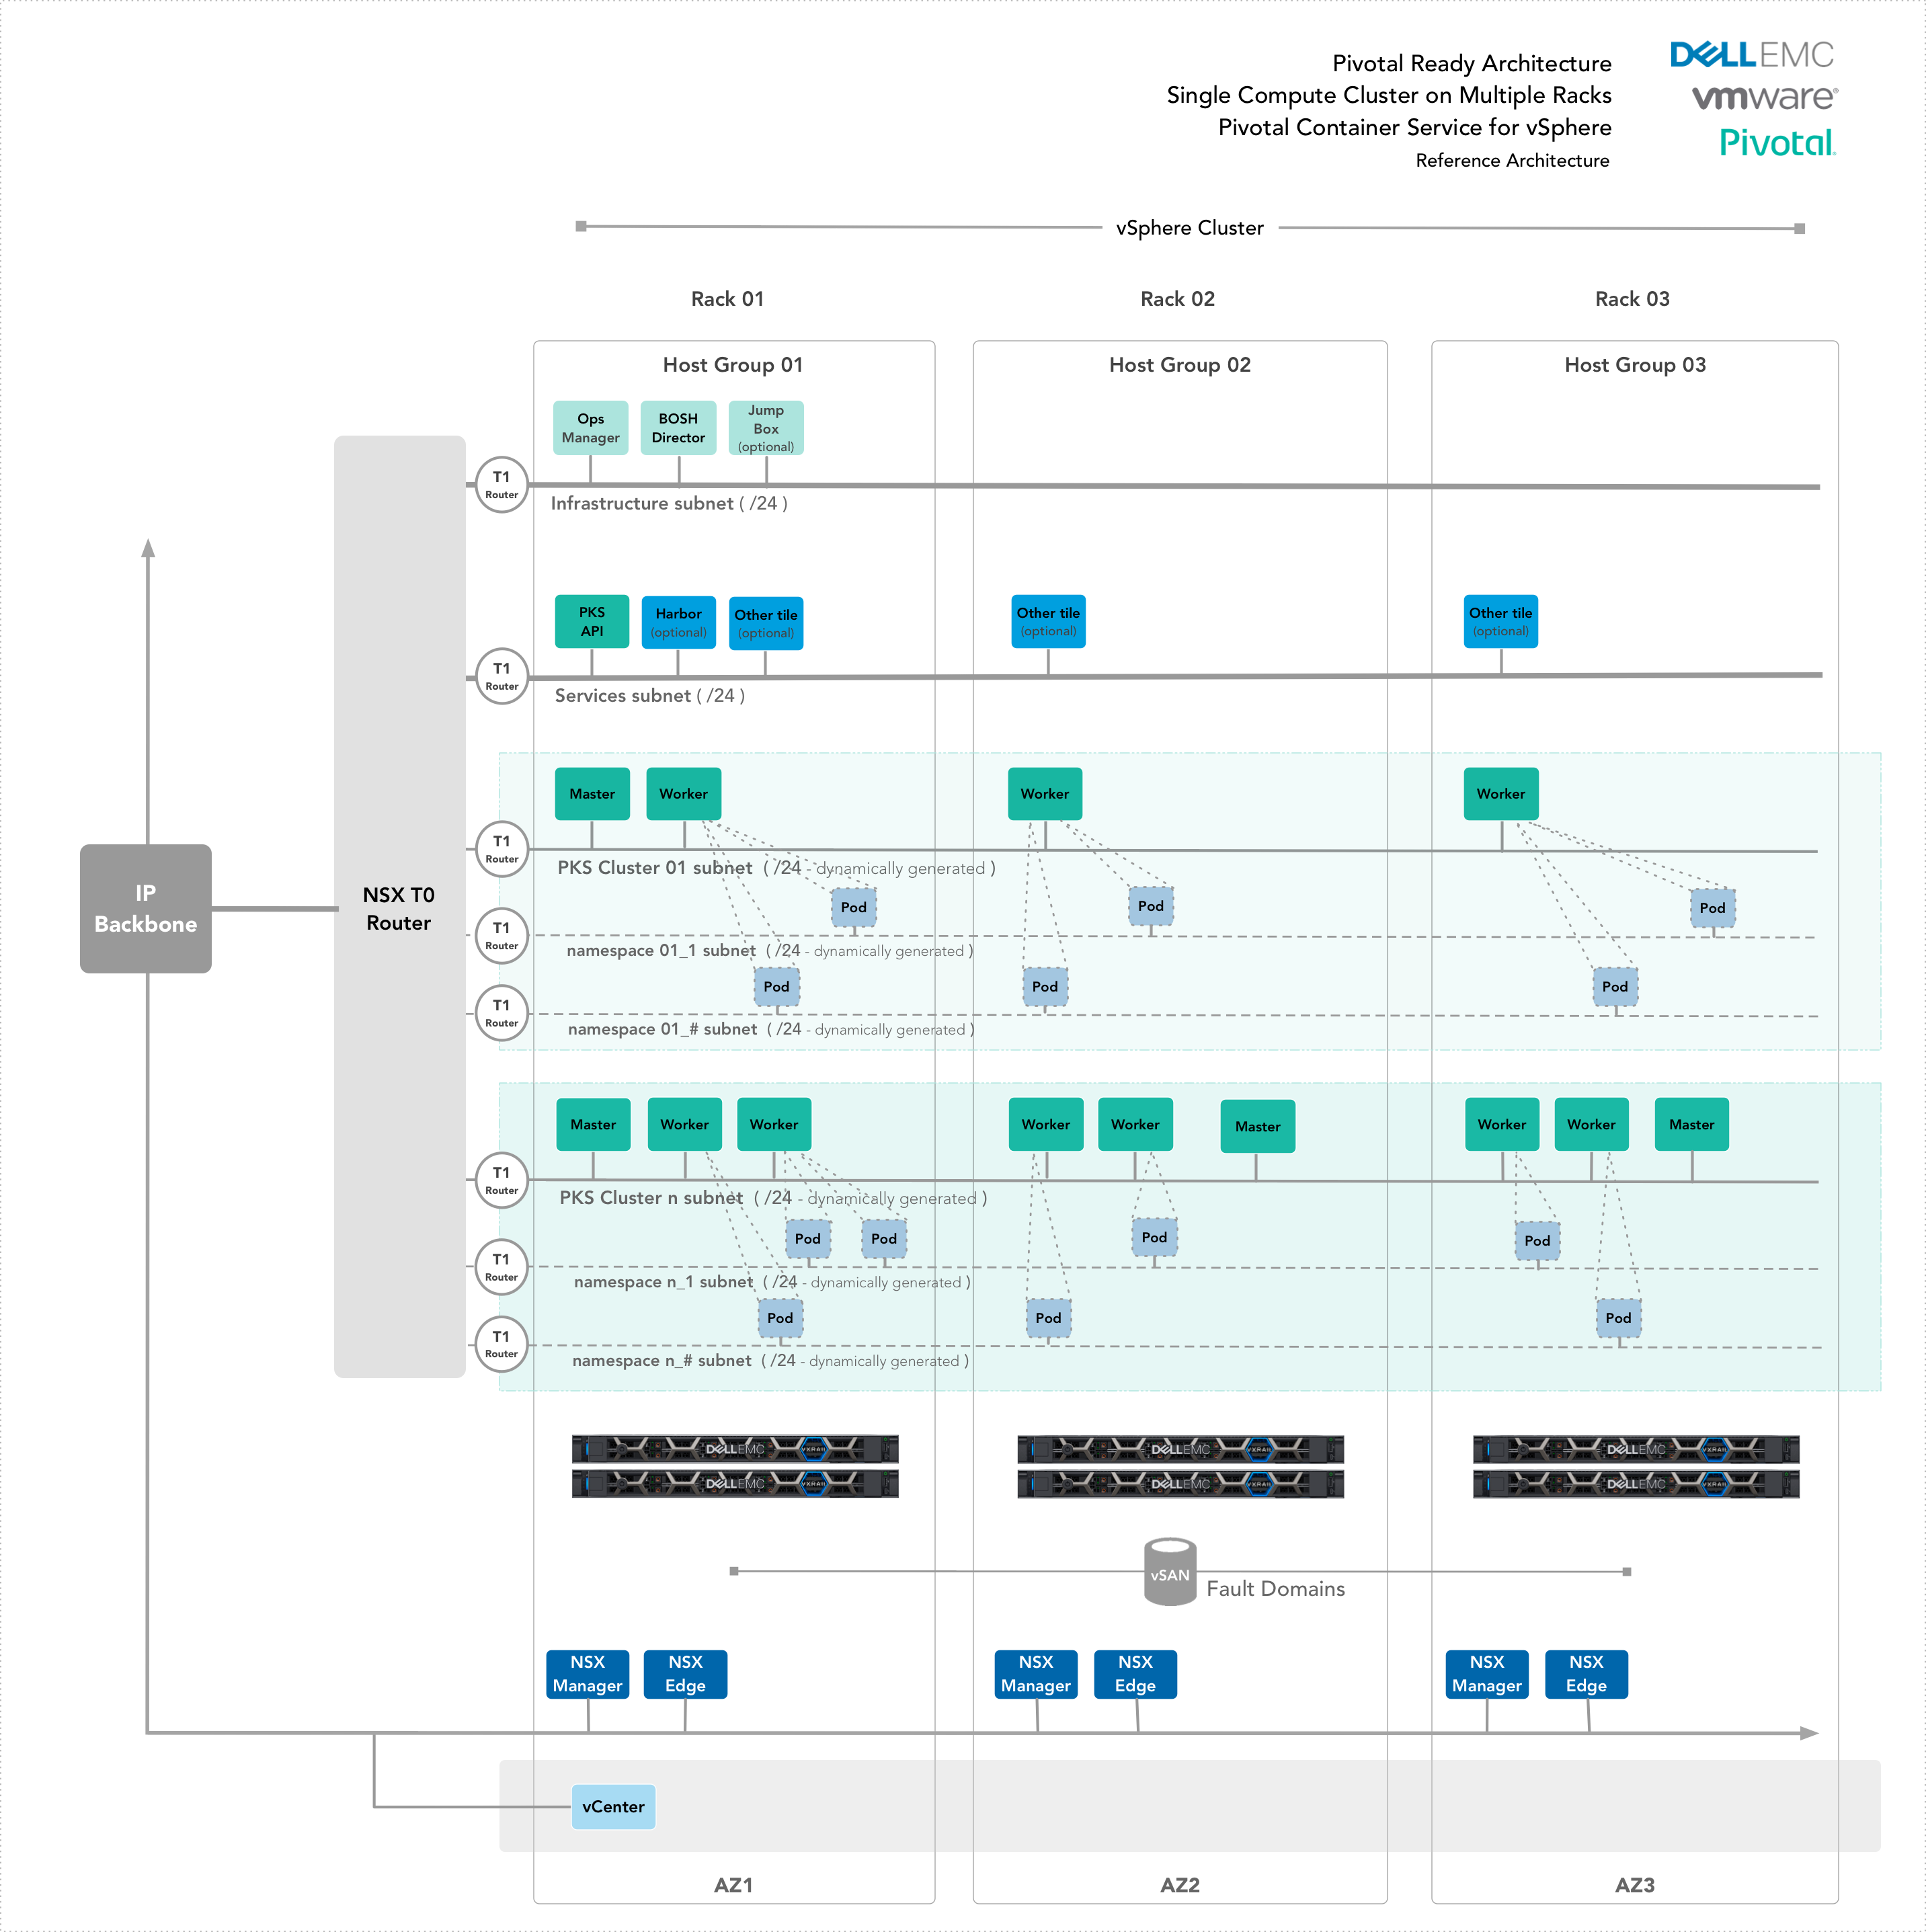 Pivotal Ready Architecture
Single Compute Cluster on Multiple Racks
Pivotal Container Service for vSphere
Reference Architecture
DELLEMC
vmware®
Pivotal.
vSphere Cluster
Rack 01
Rack 02
Rack 03
Host Group 01
Host Group 02
Host Group 03
Ops
Manager
BOSH
Director
Jump
Box
(optional)
T1
Router
Infrastructure subnet ( /24 )
PKS
API
Harbor
(optional)
Other tile
(optional)
Other tile
(optional)
Other tile
(optional)
T1
Router
Services subnet ( /24 )
IP
Backbone
NSX T0
Router
Master
Worker
Worker
Worker
T1
Router
PKS Cluster 01 subnet ( /24 - dynamically generated )
Pod
Pod
Pod
T1
Router
namespace 01_1 subnet ( /24 - dynamically generated )
Pod
Pod
Pod
T1
Router
namespace 01_# subnet ( /24 - dynamically generated )
Master
Worker
Worker
Worker
Worker
Master
Worker
Worker
Master
T1
Router
PKS Cluster n subnet ( /24 - dynamically generated )
Pod
Pod
Pod
Pod
T1
Router
namespace n_1 subnet ( /24 - dynamically generated )
Pod
Pod
Pod
T1
Router
namespace n_# subnet ( /24 - dynamically generated )
DELLEMC VXRAIL
DELLEMC VXRAIL
DELLEMC VXRAIL
DELLEMC VXRAIL
DELLEMC VXRAIL
DELLEMC VXRAIL
vSAN
Fault Domains
NSX
Manager
NSX
Edge
NSX
Manager
NSX
Edge
NSX
Manager
NSX
Edge
vCenter
AZ1
AZ2
AZ3